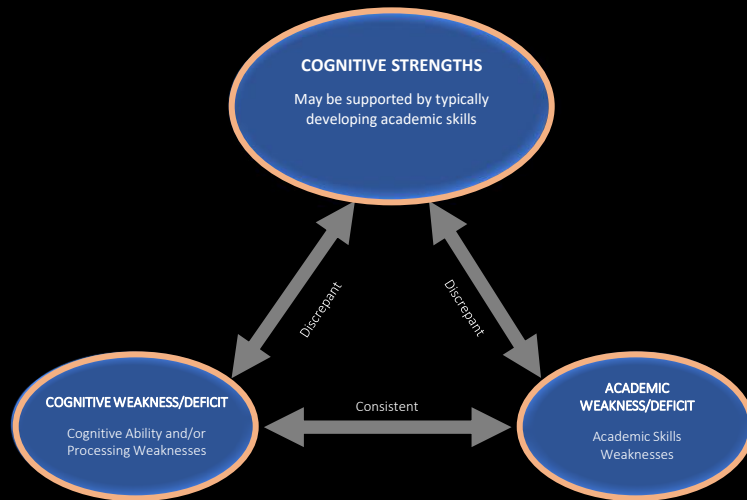 COGNITIVE STRENGTHS
May be supported by typically
developing academic skills
Discrepant
Discrepant
COGNITIVE WEAKNESS/DEFICIT
Cognitive Ability and/or
Processing Weaknesses
Consistent
ACADEMIC
WEAKNESS/DEFICIT
Academic Skills
Weaknesses